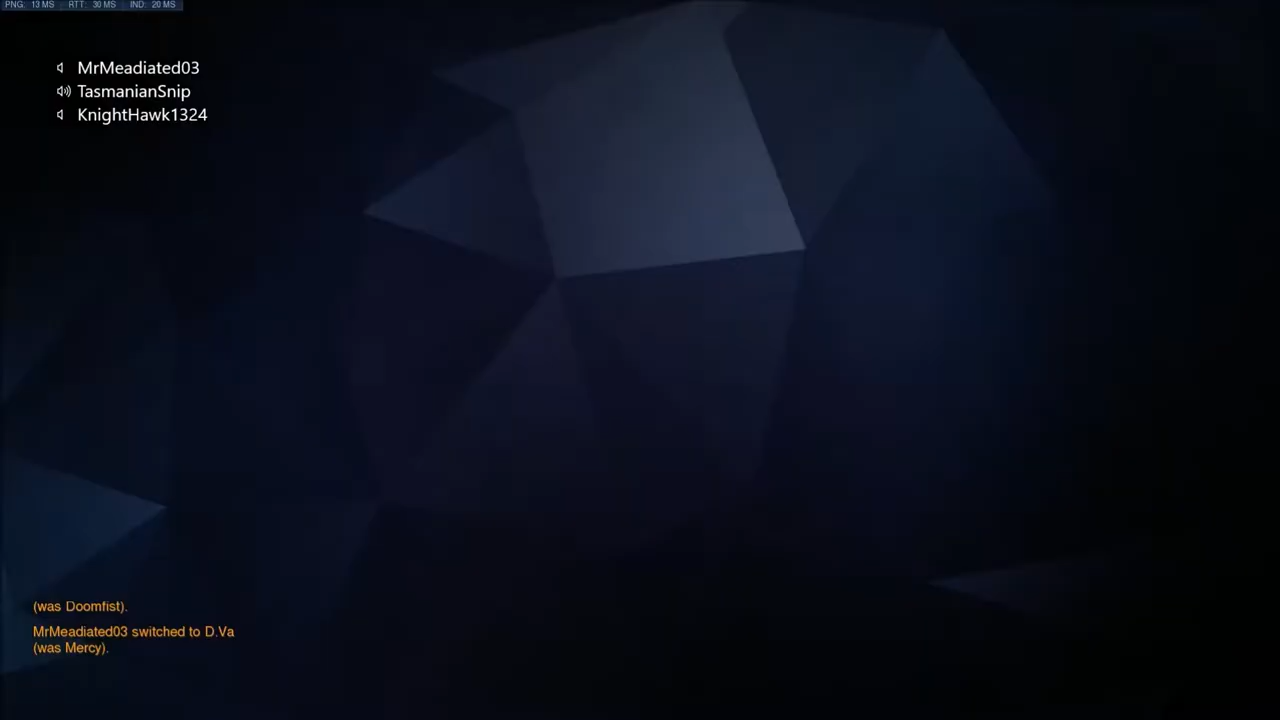 PNG: 13 MS RTT: 30 MS IND: 20 MS
MrMeadiated03
TasmanianSnip
KnightHawk1324
(was Doomfist).
MrMeadiated03 switched to D.Va
(was Mercy).